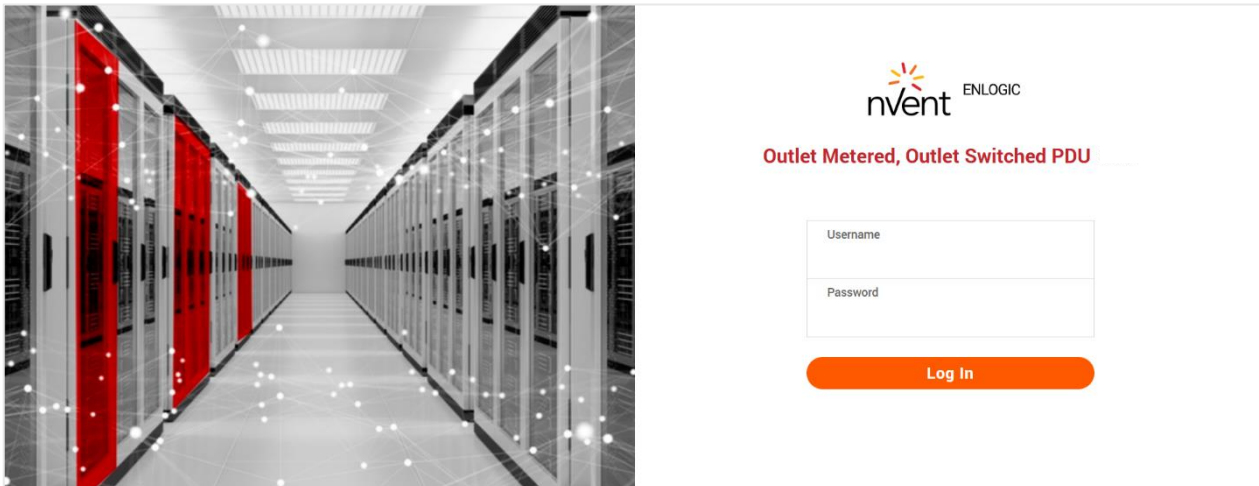 nVent ENLOGIC
Outlet Metered, Outlet Switched PDU
Username
Password
Log In